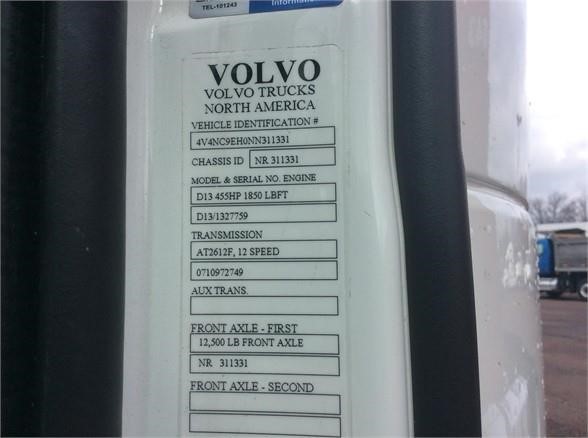 TEL-101243
Information
VOLVO
VOLVO TRUCKS
NORTH AMERICA
VEHICLE IDENTIFICATION #
4V4NC9EH0NN311331
CHASSIS ID NR 311331
MODEL & SERIAL NO. ENGINE
D13 455HP 1850 LBFT
D13/1327759
TRANSMISSION
AT2612F, 12 SPEED
0710972749
AUX TRANS.
FRONT AXLE - FIRST
12,500 LB FRONT AXLE
NR 311331
FRONT AXLE - SECOND